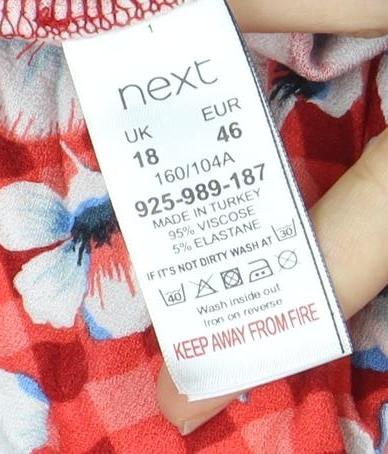 1
next
UK EUR
18 46
160/104A
925-989-187
MADE IN TURKEY
95% VISCOSE
5% ELASTANE
IF IT'S NOT DIRTY WASH AT 30
40
Wash inside out
Iron on reverse
KEEP AWAY FROM FIRE